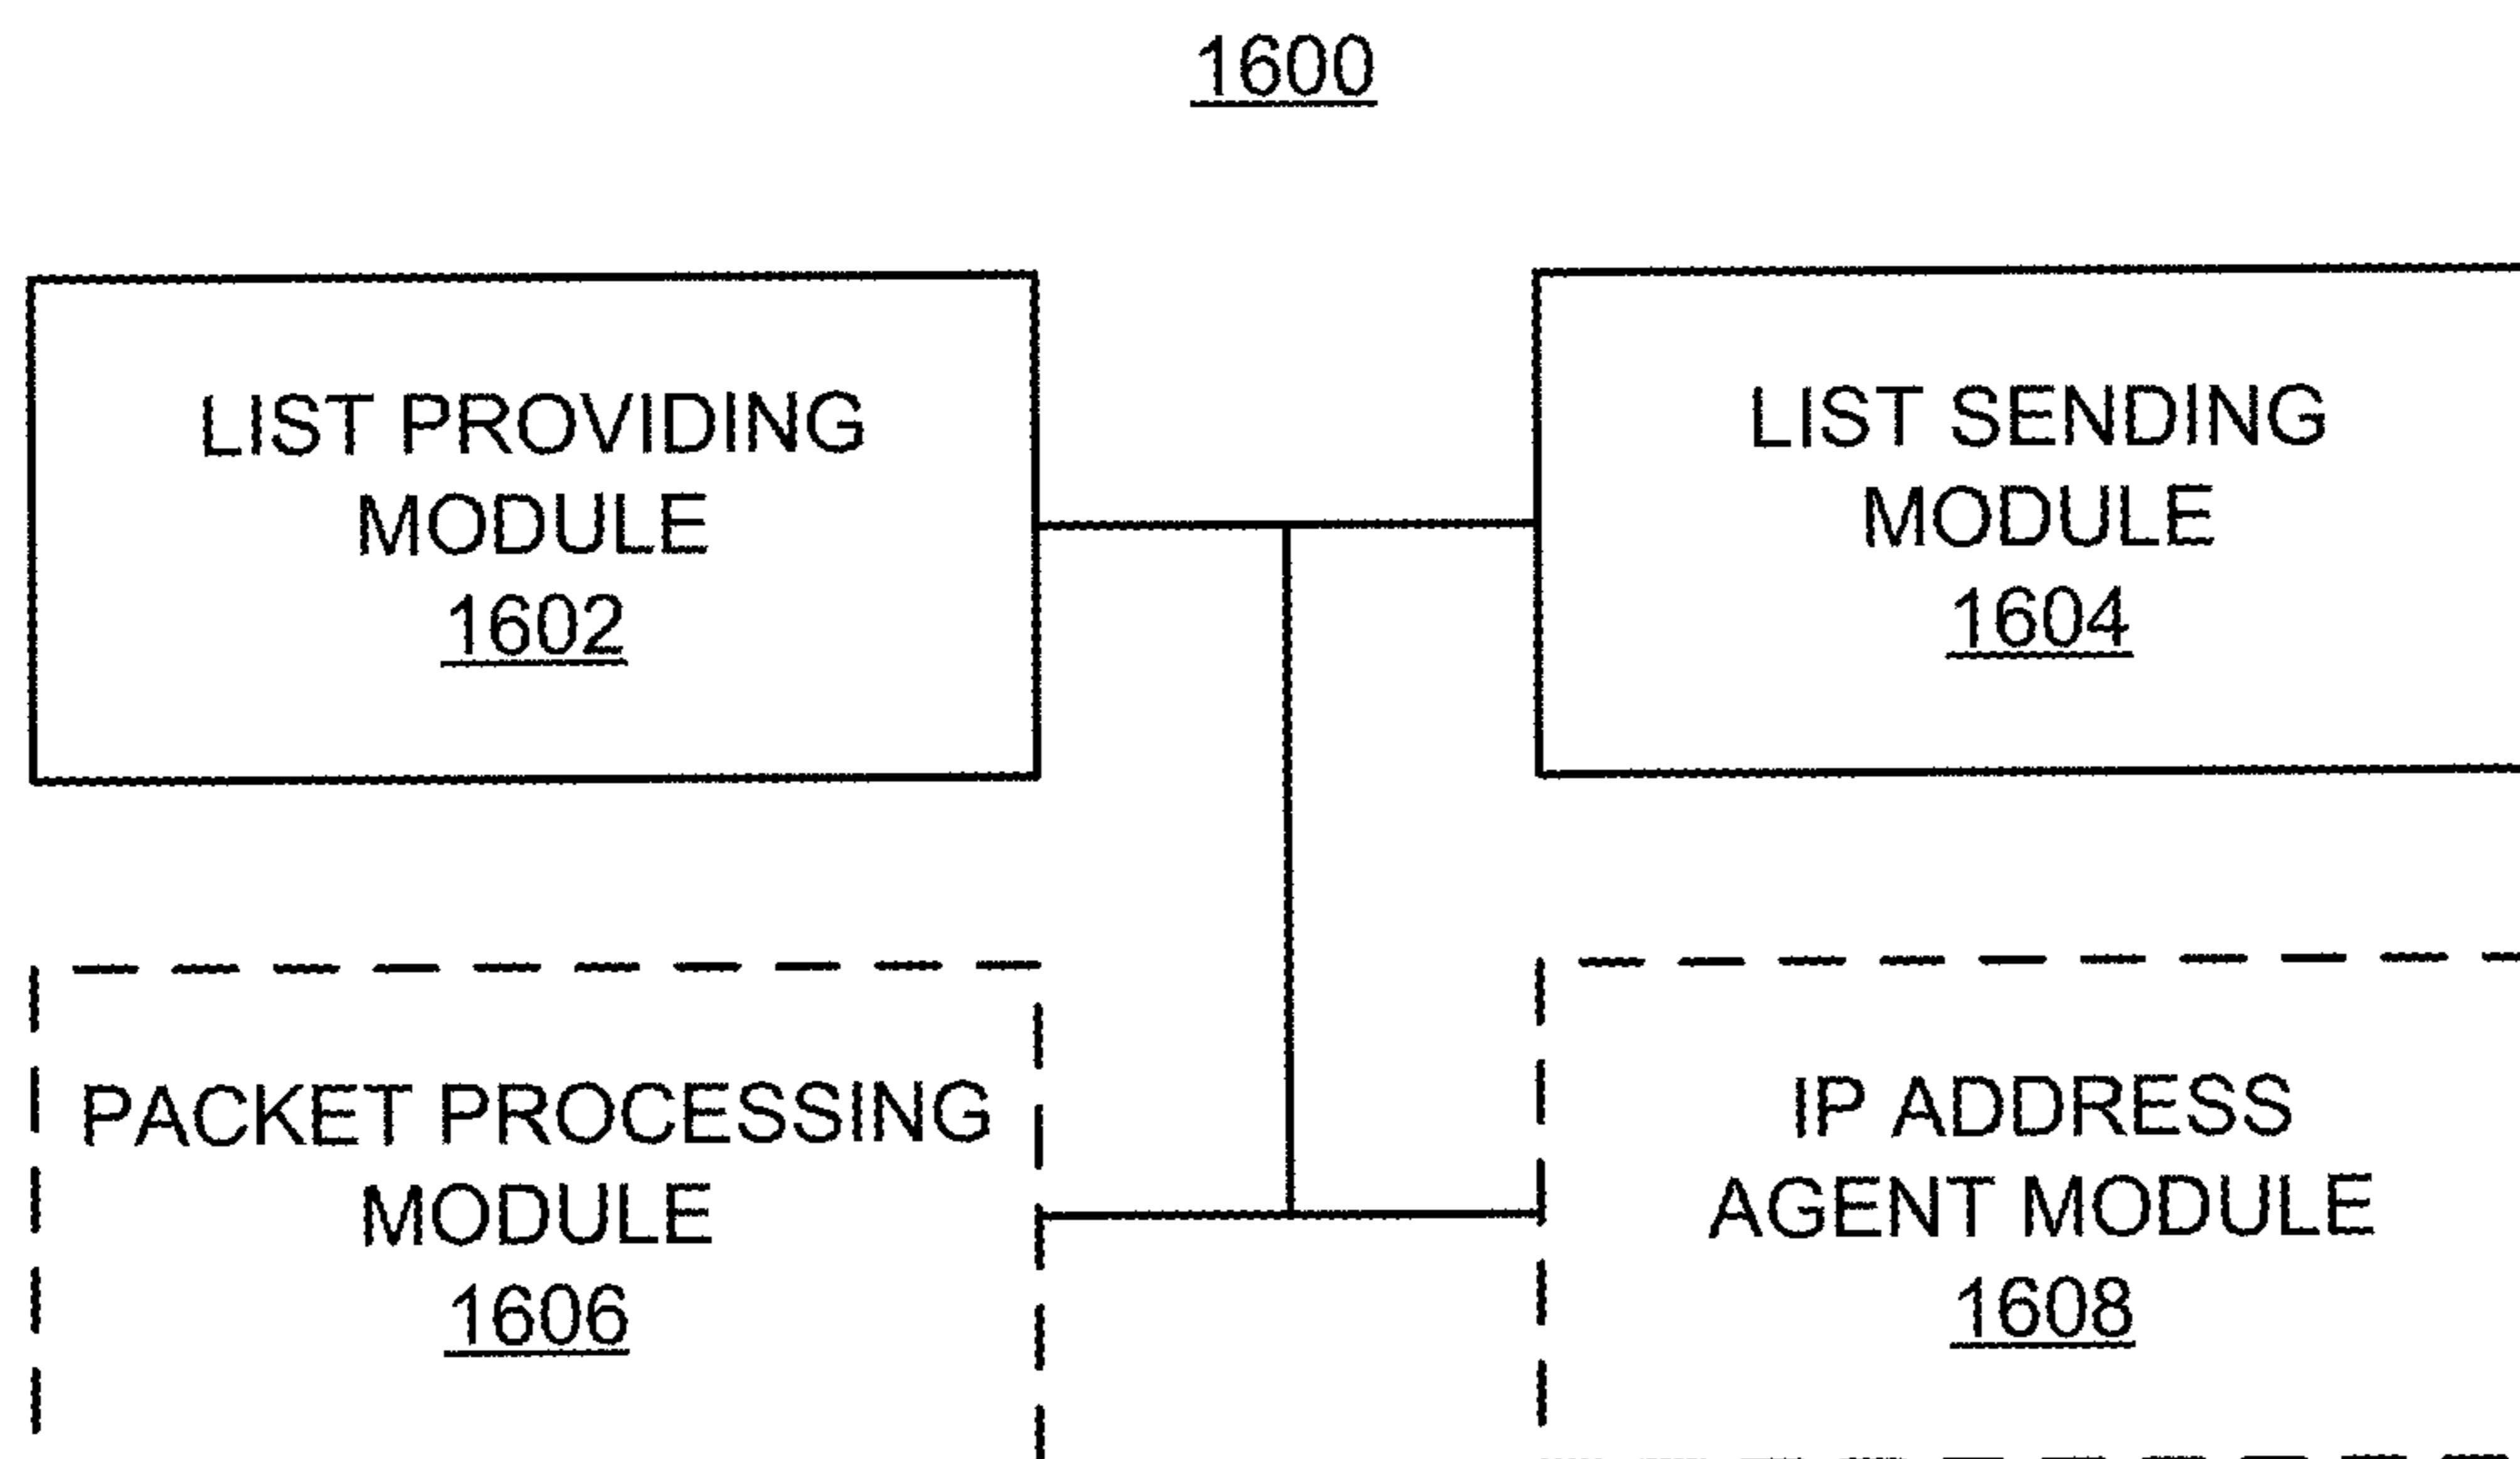 1600
LIST PROVIDING
MODULE
1602
LIST SENDING
MODULE
1604
PACKET PROCESSING
MODULE
1606
IP ADDRESS
AGENT MODULE
1608